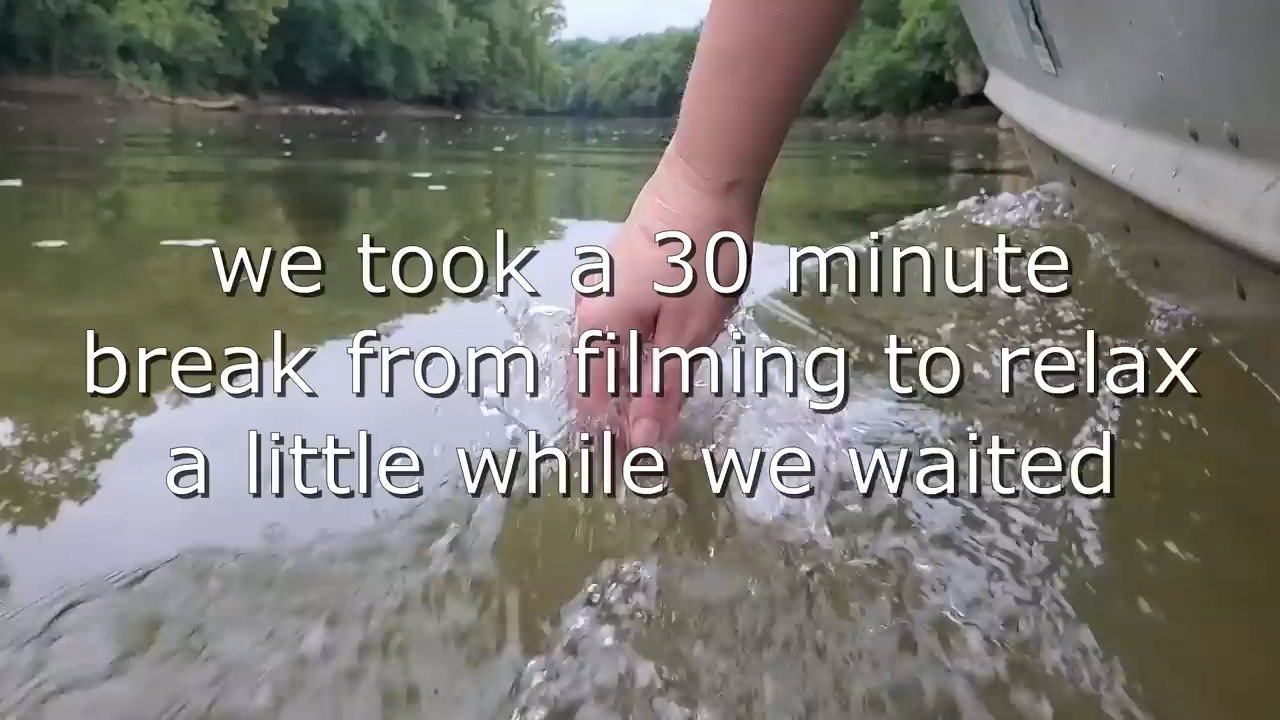 we took a 30 minute
break from filming to relax
a little while we waited